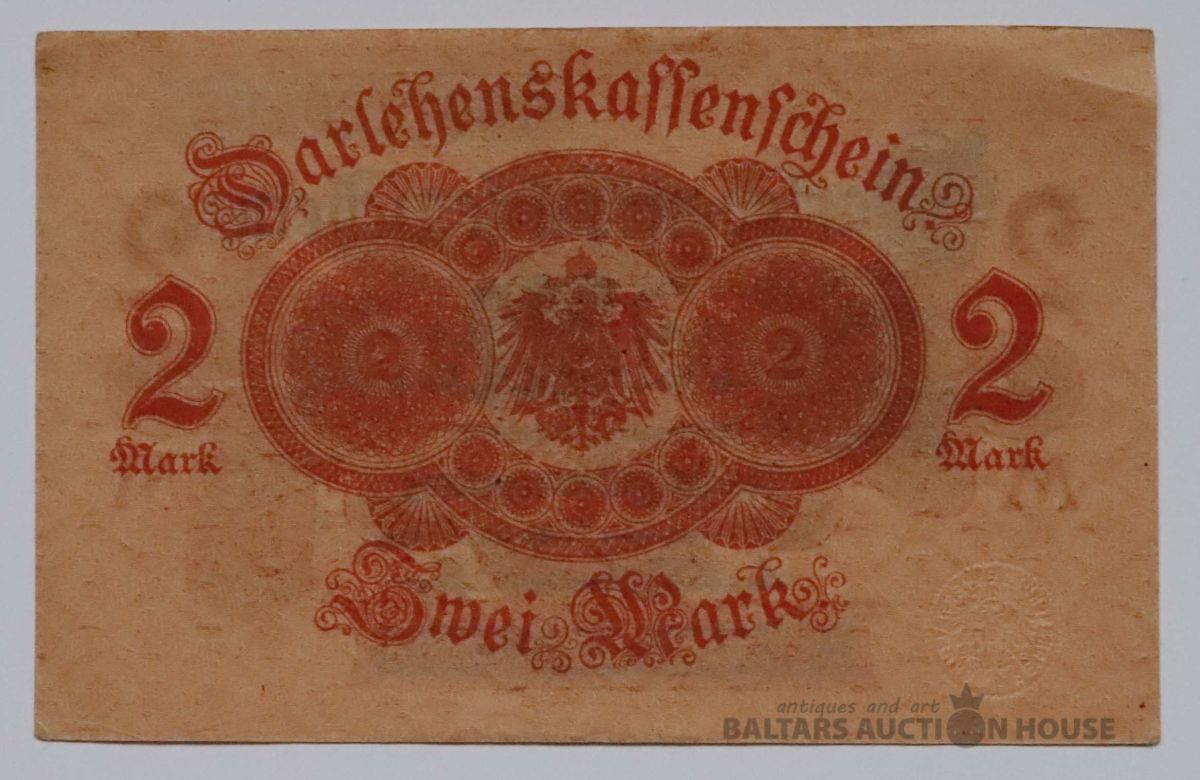 Darlehenskassenschein
2
2
2
2
Mark
Mark
Zwei Mark
antiques and art
BALTARS AUCTION HOUSE